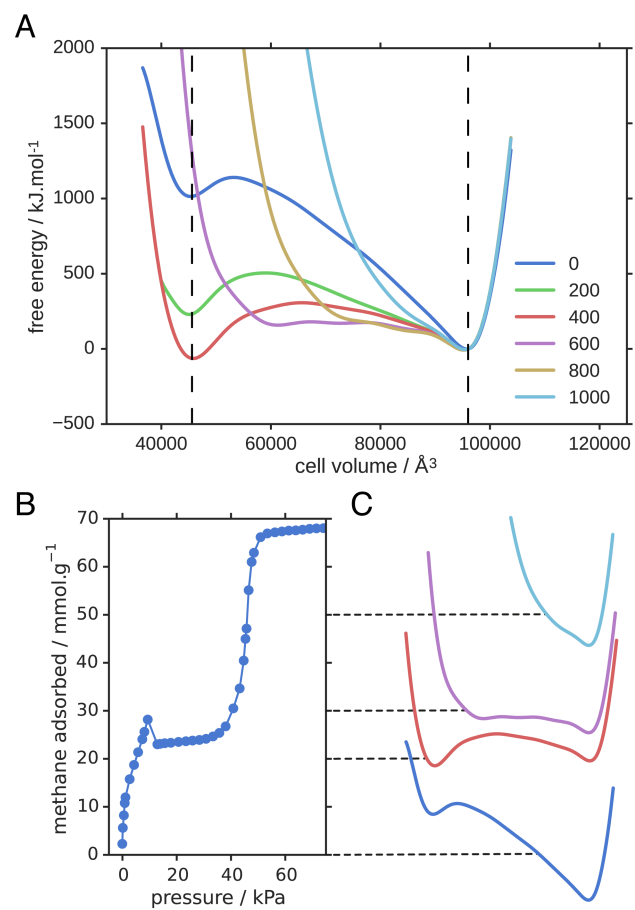 A
2000
1500
1000
500
0
−500
free energy / kJ.mol⁻¹
0
200
400
600
800
1000
40000 60000 80000 100000 120000
cell volume / Å³
B C
70
60
50
40
30
20
10
0
methane adsorbed / mmol.g⁻¹
0 20 40 60
pressure / kPa